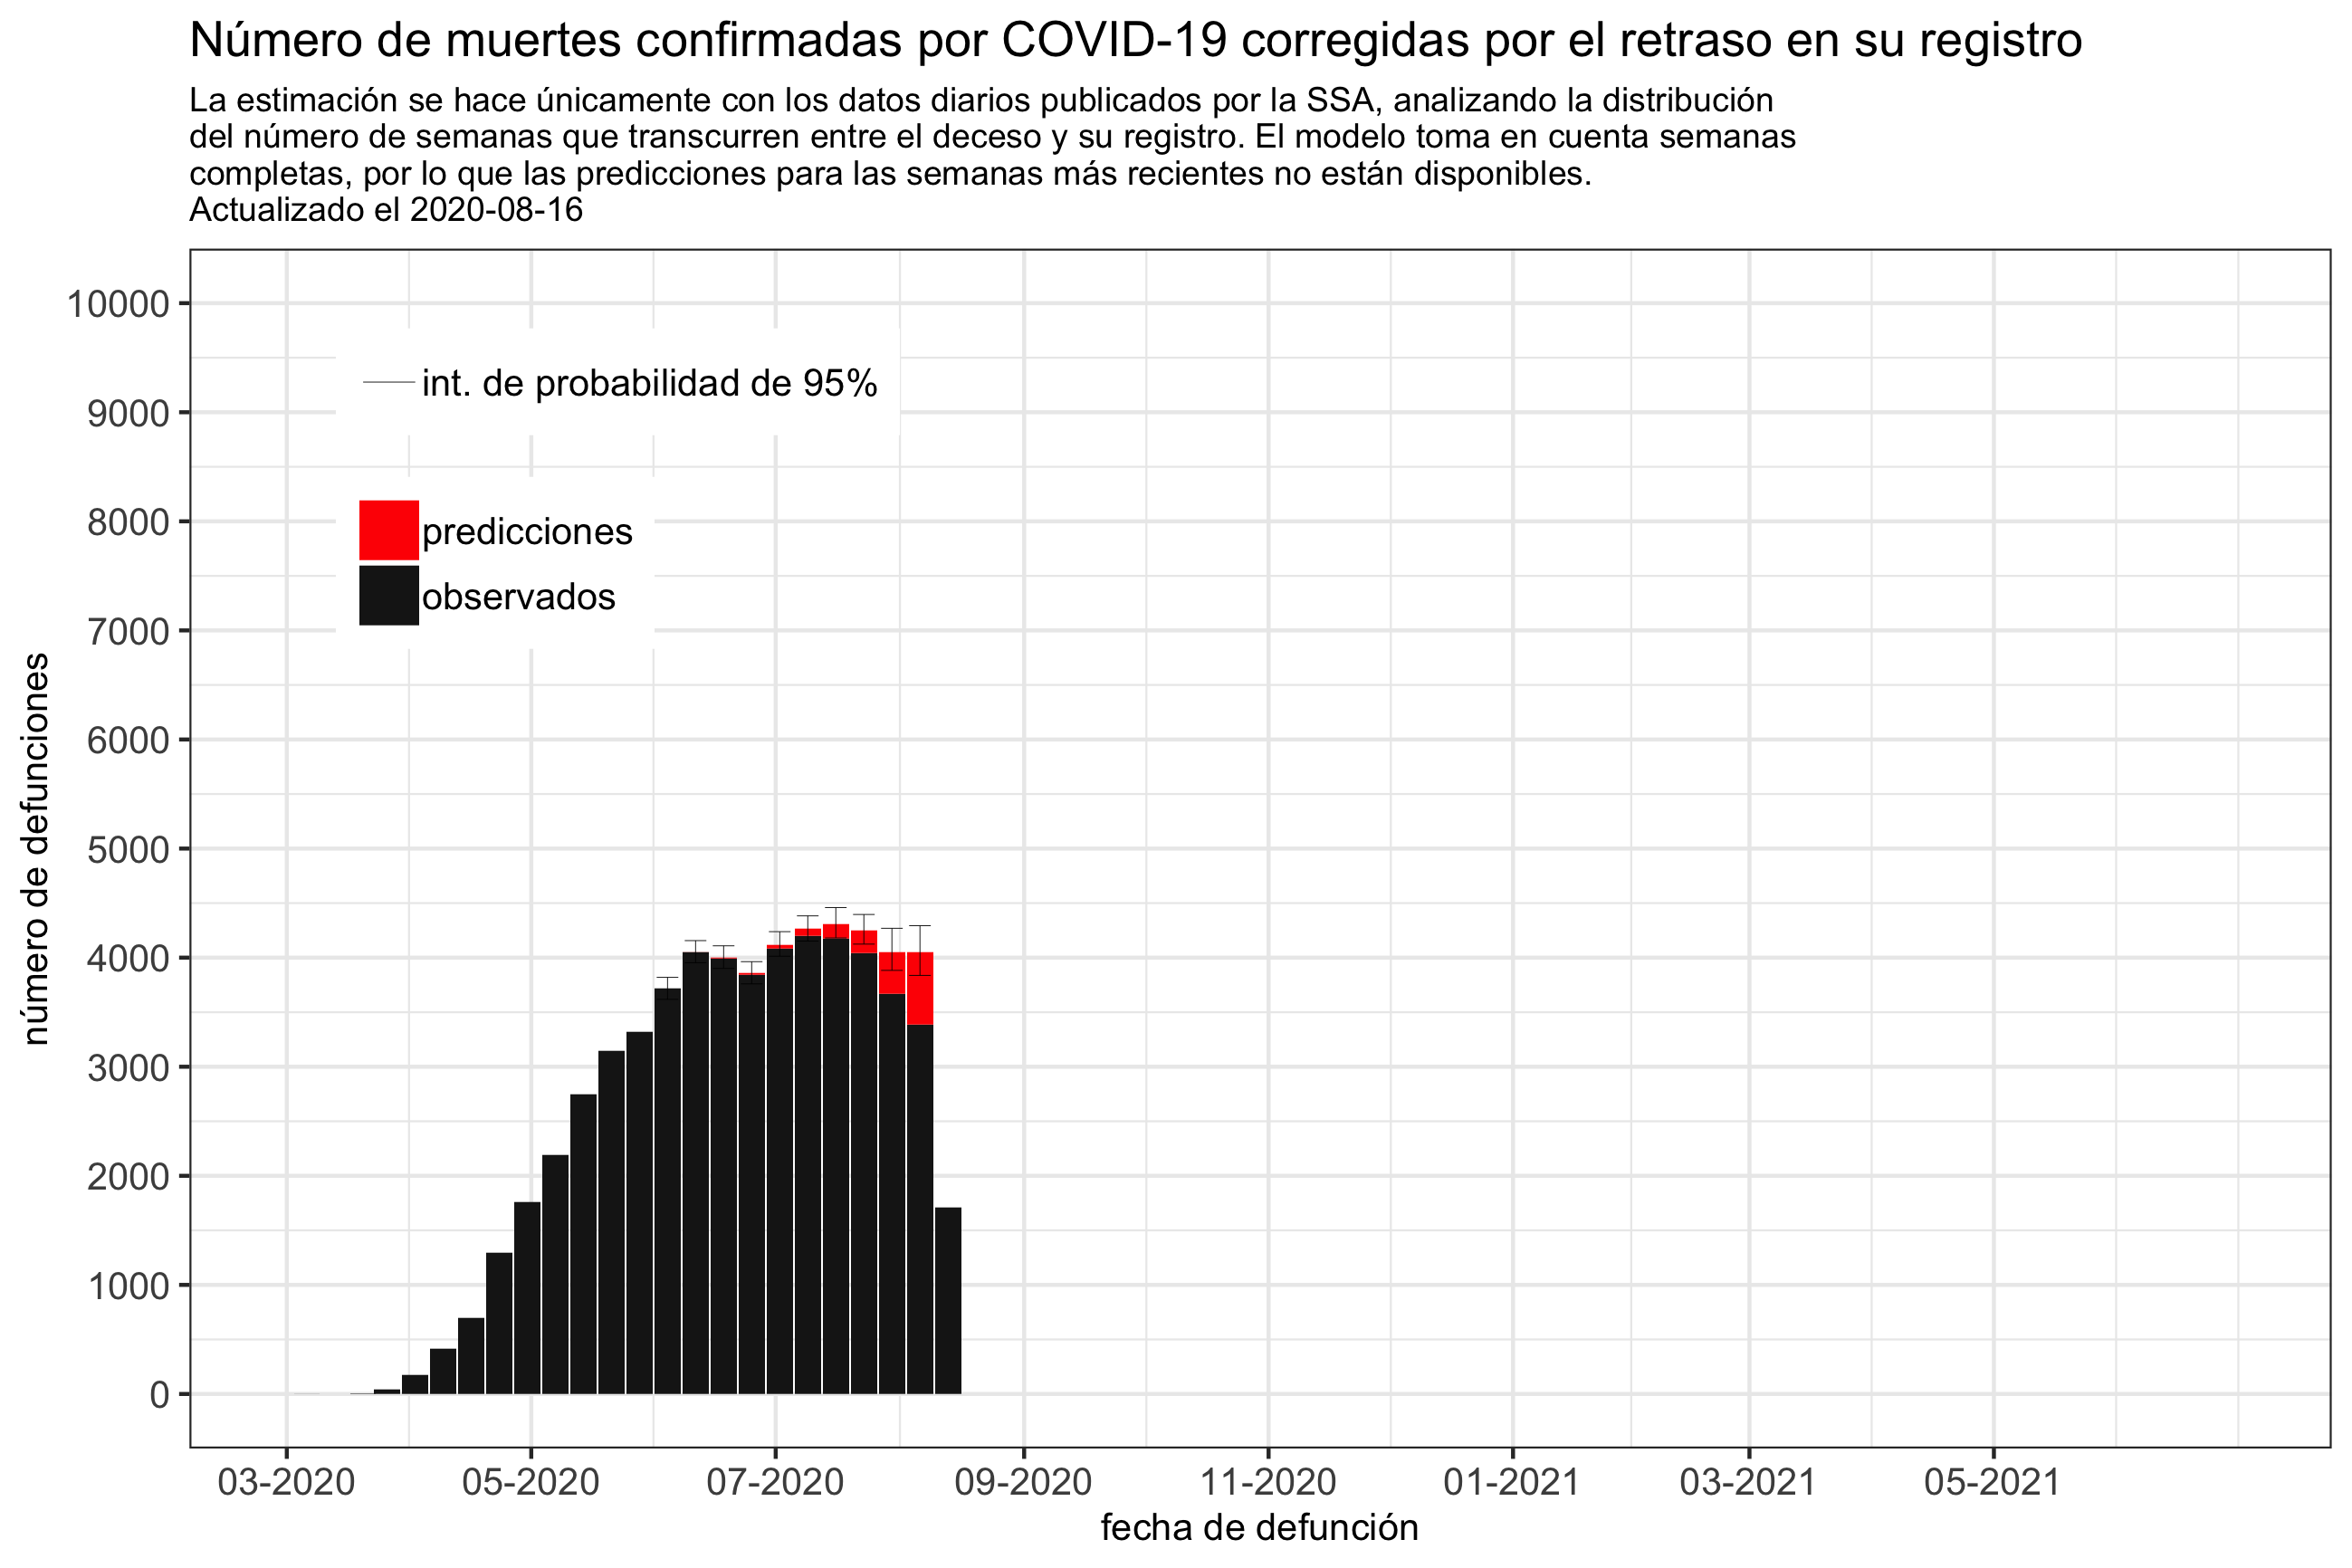 Número de muertes confirmadas por COVID-19 corregidas por el retraso en su registro
La estimación se hace únicamente con los datos diarios publicados por la SSA, analizando la distribución
del número de semanas que transcurren entre el deceso y su registro. El modelo toma en cuenta semanas
completas, por lo que las predicciones para las semanas más recientes no están disponibles.
Actualizado el 2020-08-16
número de defunciones
10000
9000
8000
7000
6000
5000
4000
3000
2000
1000
0
int. de probabilidad de 95%
predicciones
observados
03-2020 05-2020 07-2020 09-2020 11-2020 01-2021 03-2021 05-2021
fecha de defunción